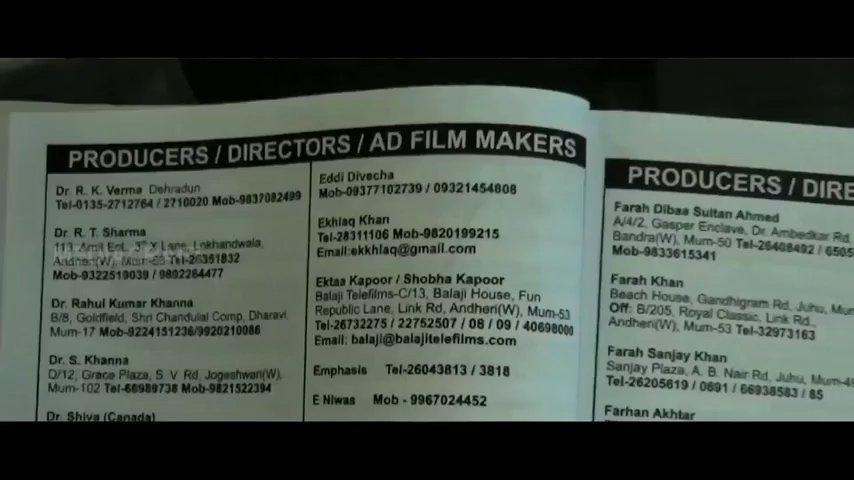 PRODUCERS / DIRECTORS / AD FILM MAKERS
Dr. R. K. Verma Dehradun
Tel-0135-2712764 / 2710020 Mob-9837082499
Dr. R. T. Sharma
Lokhandwala,
Andheri(W), Tel-26351832
Mob-9322519039 / 9892264477
Dr. Rahul Kumar Khanna
B/8, Goldfield, Shri Chandulal Comp, Dharavi,
Mum-17 Mob-9224151236/9920210086
Dr. S. Khanna
D/12, Grace Plaza, S V Rd, Jogeshwari(W),
Mum-102 Tel-66989738 Mob-9821522394
Dr. Shiva (Canada)
Eddi Divecha
Mob-09377102739 / 09321454808
Ekhlaq Khan
Tel-28311106 Mob-9820199215
Email:ekkhlaq@gmail.com
Ektaa Kapoor / Shobha Kapoor
Balaji Telefilms-C/13, Balaji House, Fun
Republic Lane, Link Rd, Andheri(W), Mum-53
Tel-26732275 / 22752507 / 08 / 09 / 40698000
Email: balaji@balajitelefilms.com
Emphasis Tel-26043813 / 3818
E Niwas Mob - 9967024452
PRODUCERS / DIRE
Farah Dibaa Sultan Ahmed
A/4/2, Gasper Enclave, Dr. Ambedkar Rd,
Bandra(W), Mum-50 Tel-26408492 / 6505
Mob-9833615341
Farah Khan
Beach House, Gandhigram Rd, Juhu, Mum
Off: B/205, Royal Classic, Link Rd,
Andheri(W), Mum-53 Tel-32973163
Farah Sanjay Khan
Sanjay Plaza, A. B. Nair Rd, Juhu, Mum-4
Tel-26205619 / 0691 / 66938583 / 85
Farhan Akhtar